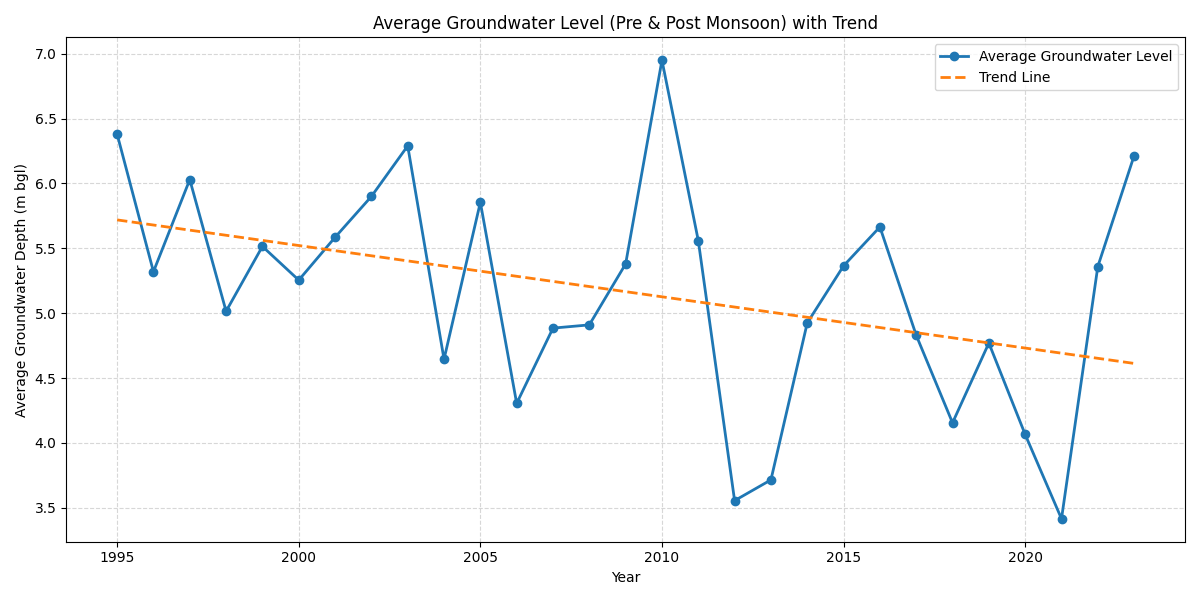 Average Groundwater Level (Pre & Post Monsoon) with Trend
Average Groundwater Level
Trend Line
Average Groundwater Depth (m bgl)
7.0
6.5
6.0
5.5
5.0
4.5
4.0
3.5
1995 2000 2005 2010 2015 2020
Year